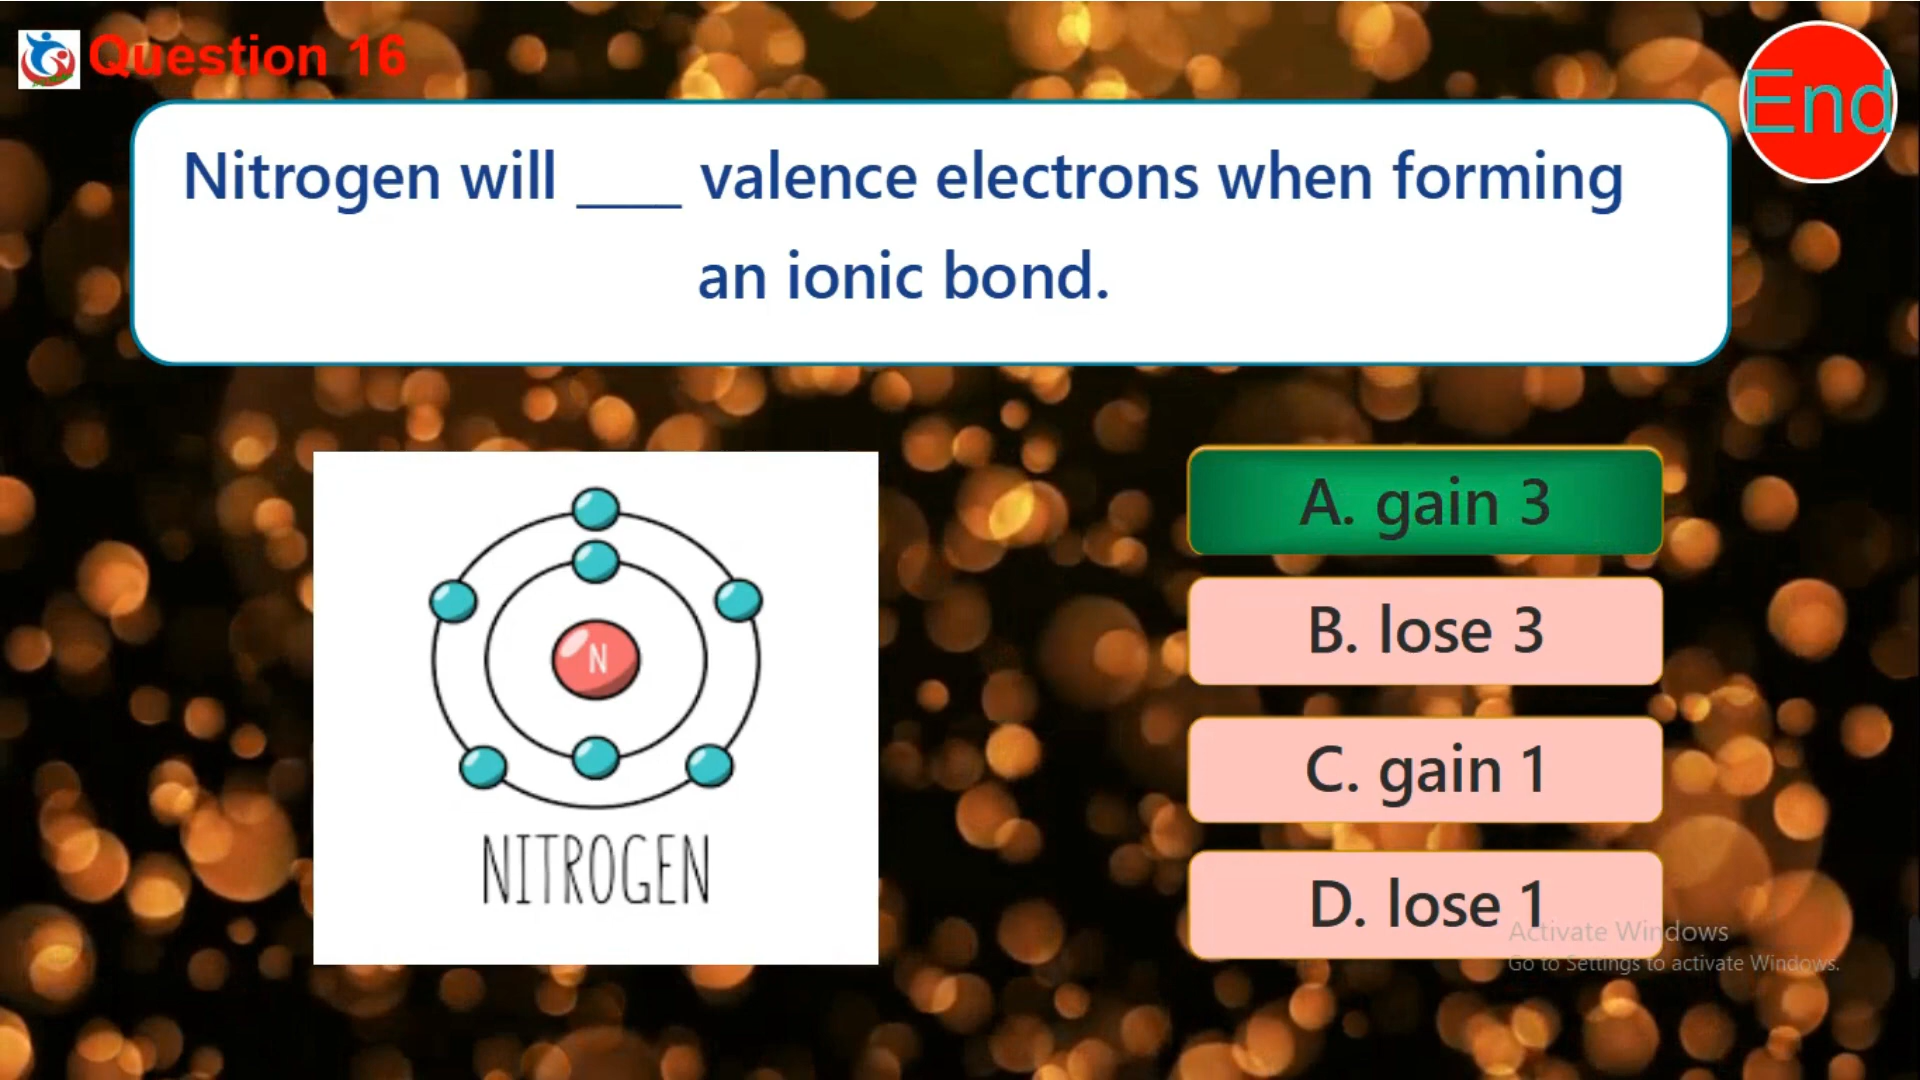 Question 16
End
Nitrogen will ____ valence electrons when forming
an ionic bond.
N
NITROGEN
A. gain 3
B. lose 3
C. gain 1
D. lose 1
Activate Windows
Go to Settings to activate Windows.